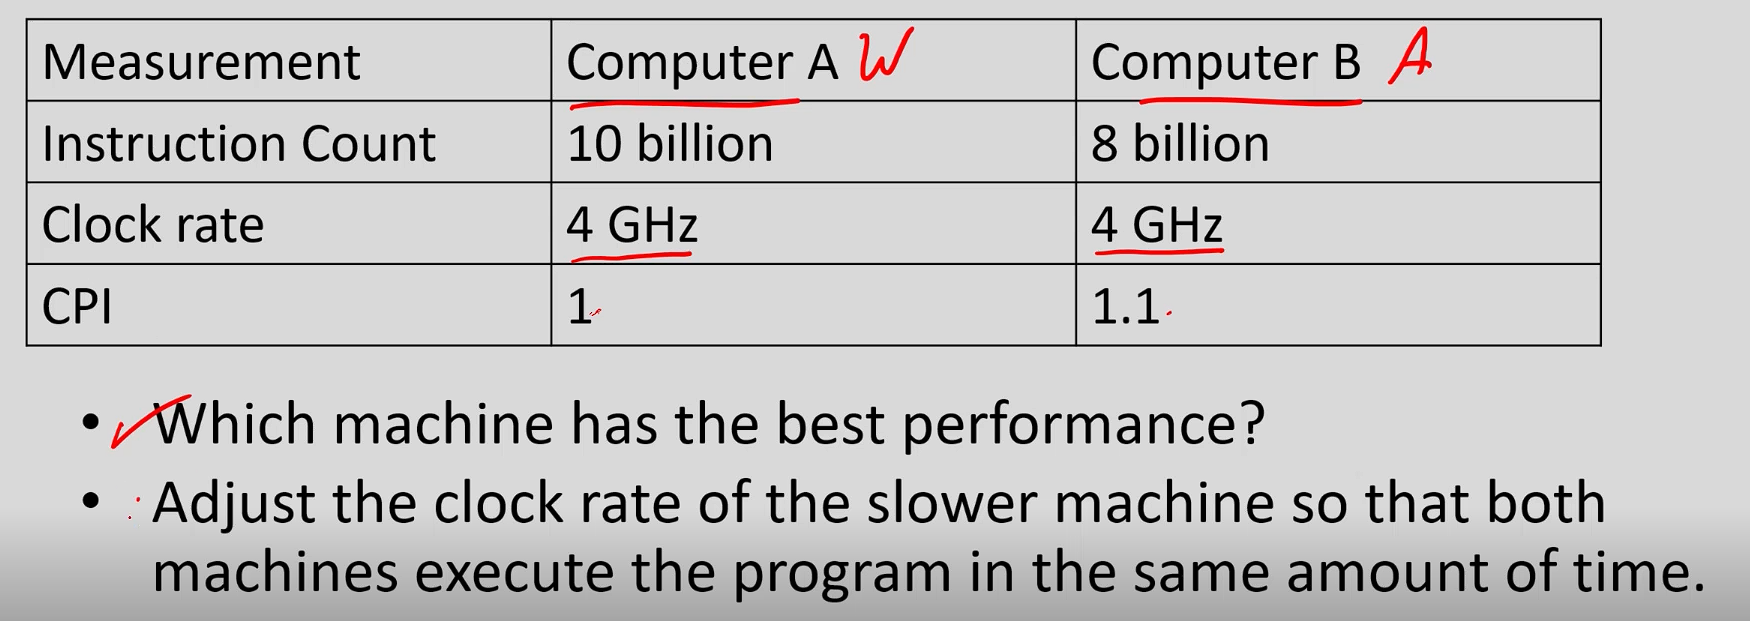 Measurement Computer A W Computer B A
Instruction Count 10 billion 8 billion
Clock rate 4 GHz 4 GHz
CPI 1 1.1
• Which machine has the best performance?
• Adjust the clock rate of the slower machine so that both
machines execute the program in the same amount of time.